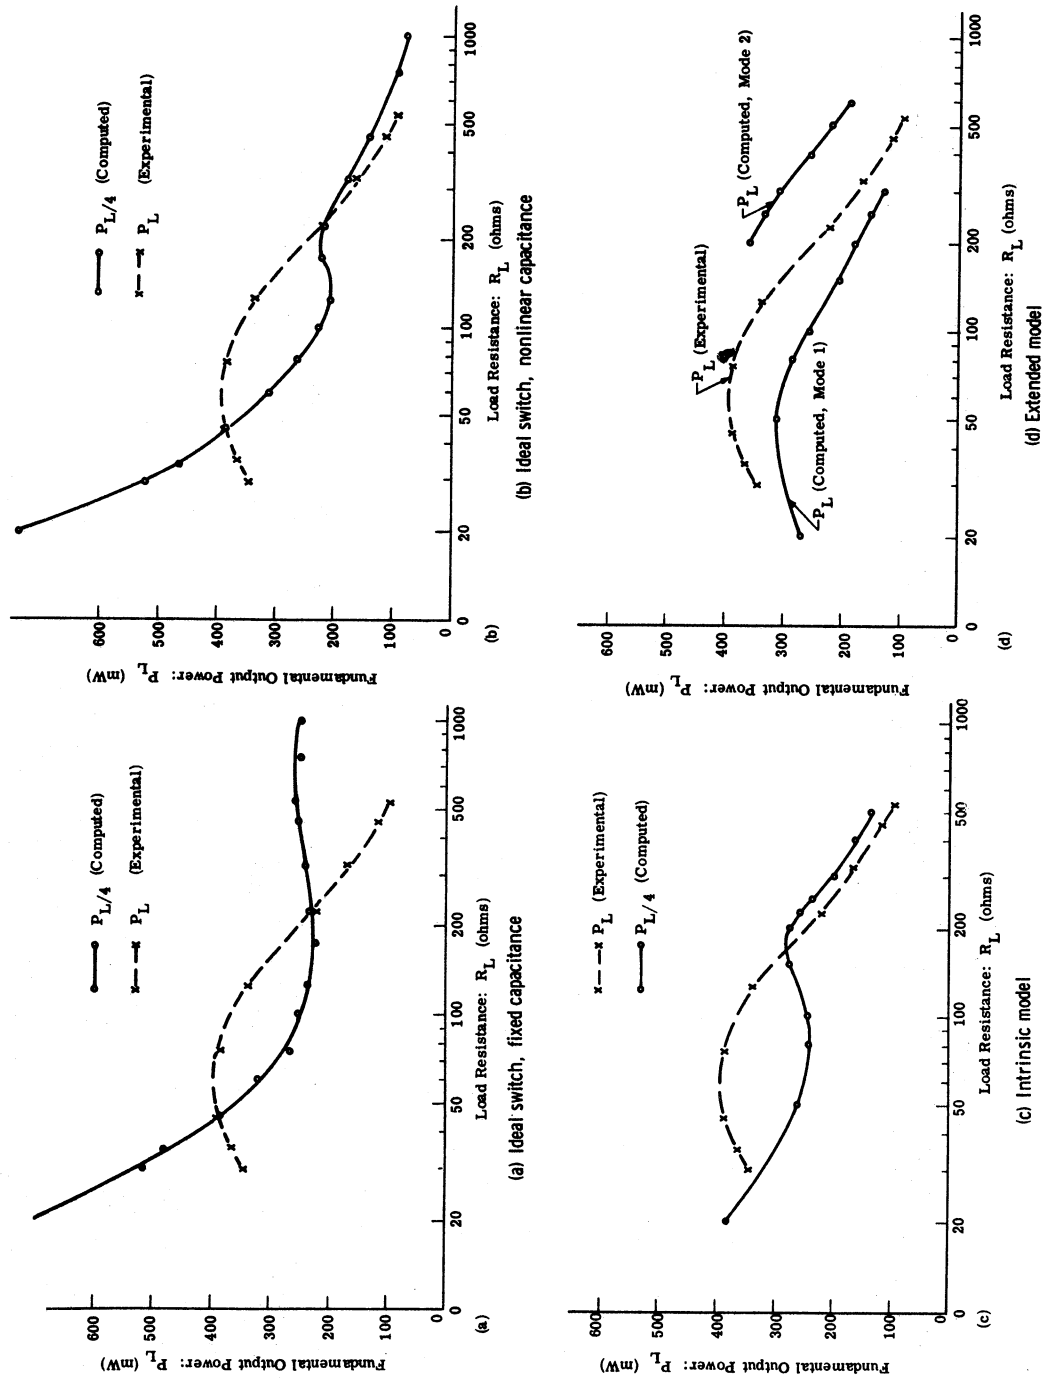 Fundamental Output Power: P_L (mW)
600
500
400
300
200
100
0
(a)
20
50
100
200
500
1000
Load Resistance: R_L (ohms)
P_L/4 (Computed)
P_L (Experimental)
(a) Ideal switch, fixed capacitance
Fundamental Output Power: P_L (mW)
600
500
400
300
200
100
0
(b)
20
50
100
200
500
1000
Load Resistance: R_L (ohms)
P_L/4 (Computed)
P_L (Experimental)
(b) Ideal switch, nonlinear capacitance
Fundamental Output Power: P_L (mW)
600
500
400
300
200
100
0
(c)
20
50
100
200
500
1000
Load Resistance: R_L (ohms)
P_L (Experimental)
P_L/4 (Computed)
(c) Intrinsic model
Fundamental Output Power: P_L (mW)
600
500
400
300
200
100
0
(d)
20
50
100
200
500
1000
Load Resistance: R_L (ohms)
P_L (Experimental)
P_L (Computed, Mode 2)
P_L (Computed, Mode 1)
(d) Extended model